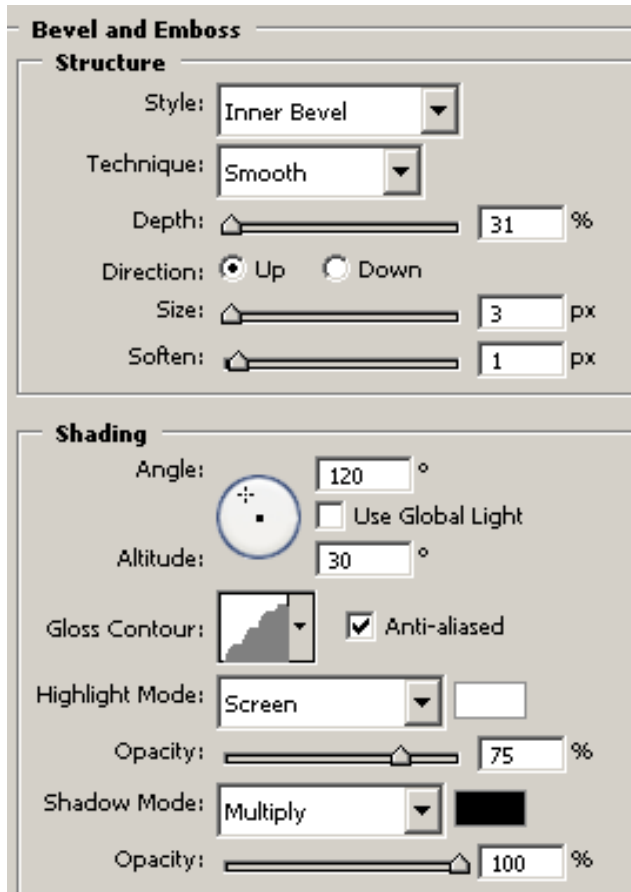 Bevel and Emboss
Structure
Style: Inner Bevel
Technique: Smooth
Depth: 31 %
Direction: Up Down
Size: 3 px
Soften: 1 px
Shading
Angle: 120 °
Use Global Light
Altitude: 30 °
Gloss Contour: Anti-aliased
Highlight Mode: Screen
Opacity: 75 %
Shadow Mode: Multiply
Opacity: 100 %